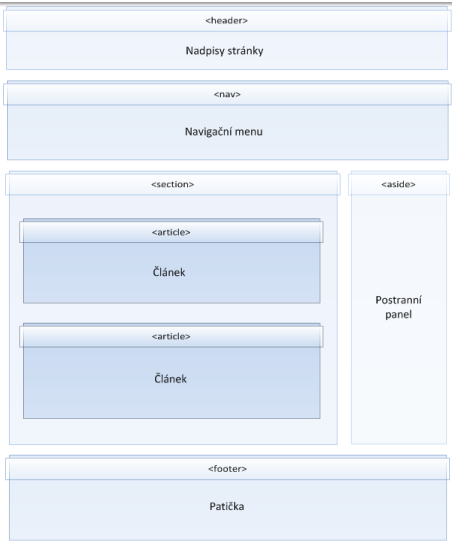 <header>
Nadpisy stránky
<nav>
Navigační menu
<section>
<article>
Článek
<article>
Článek
<aside>
Postranní
panel
<footer>
Patička